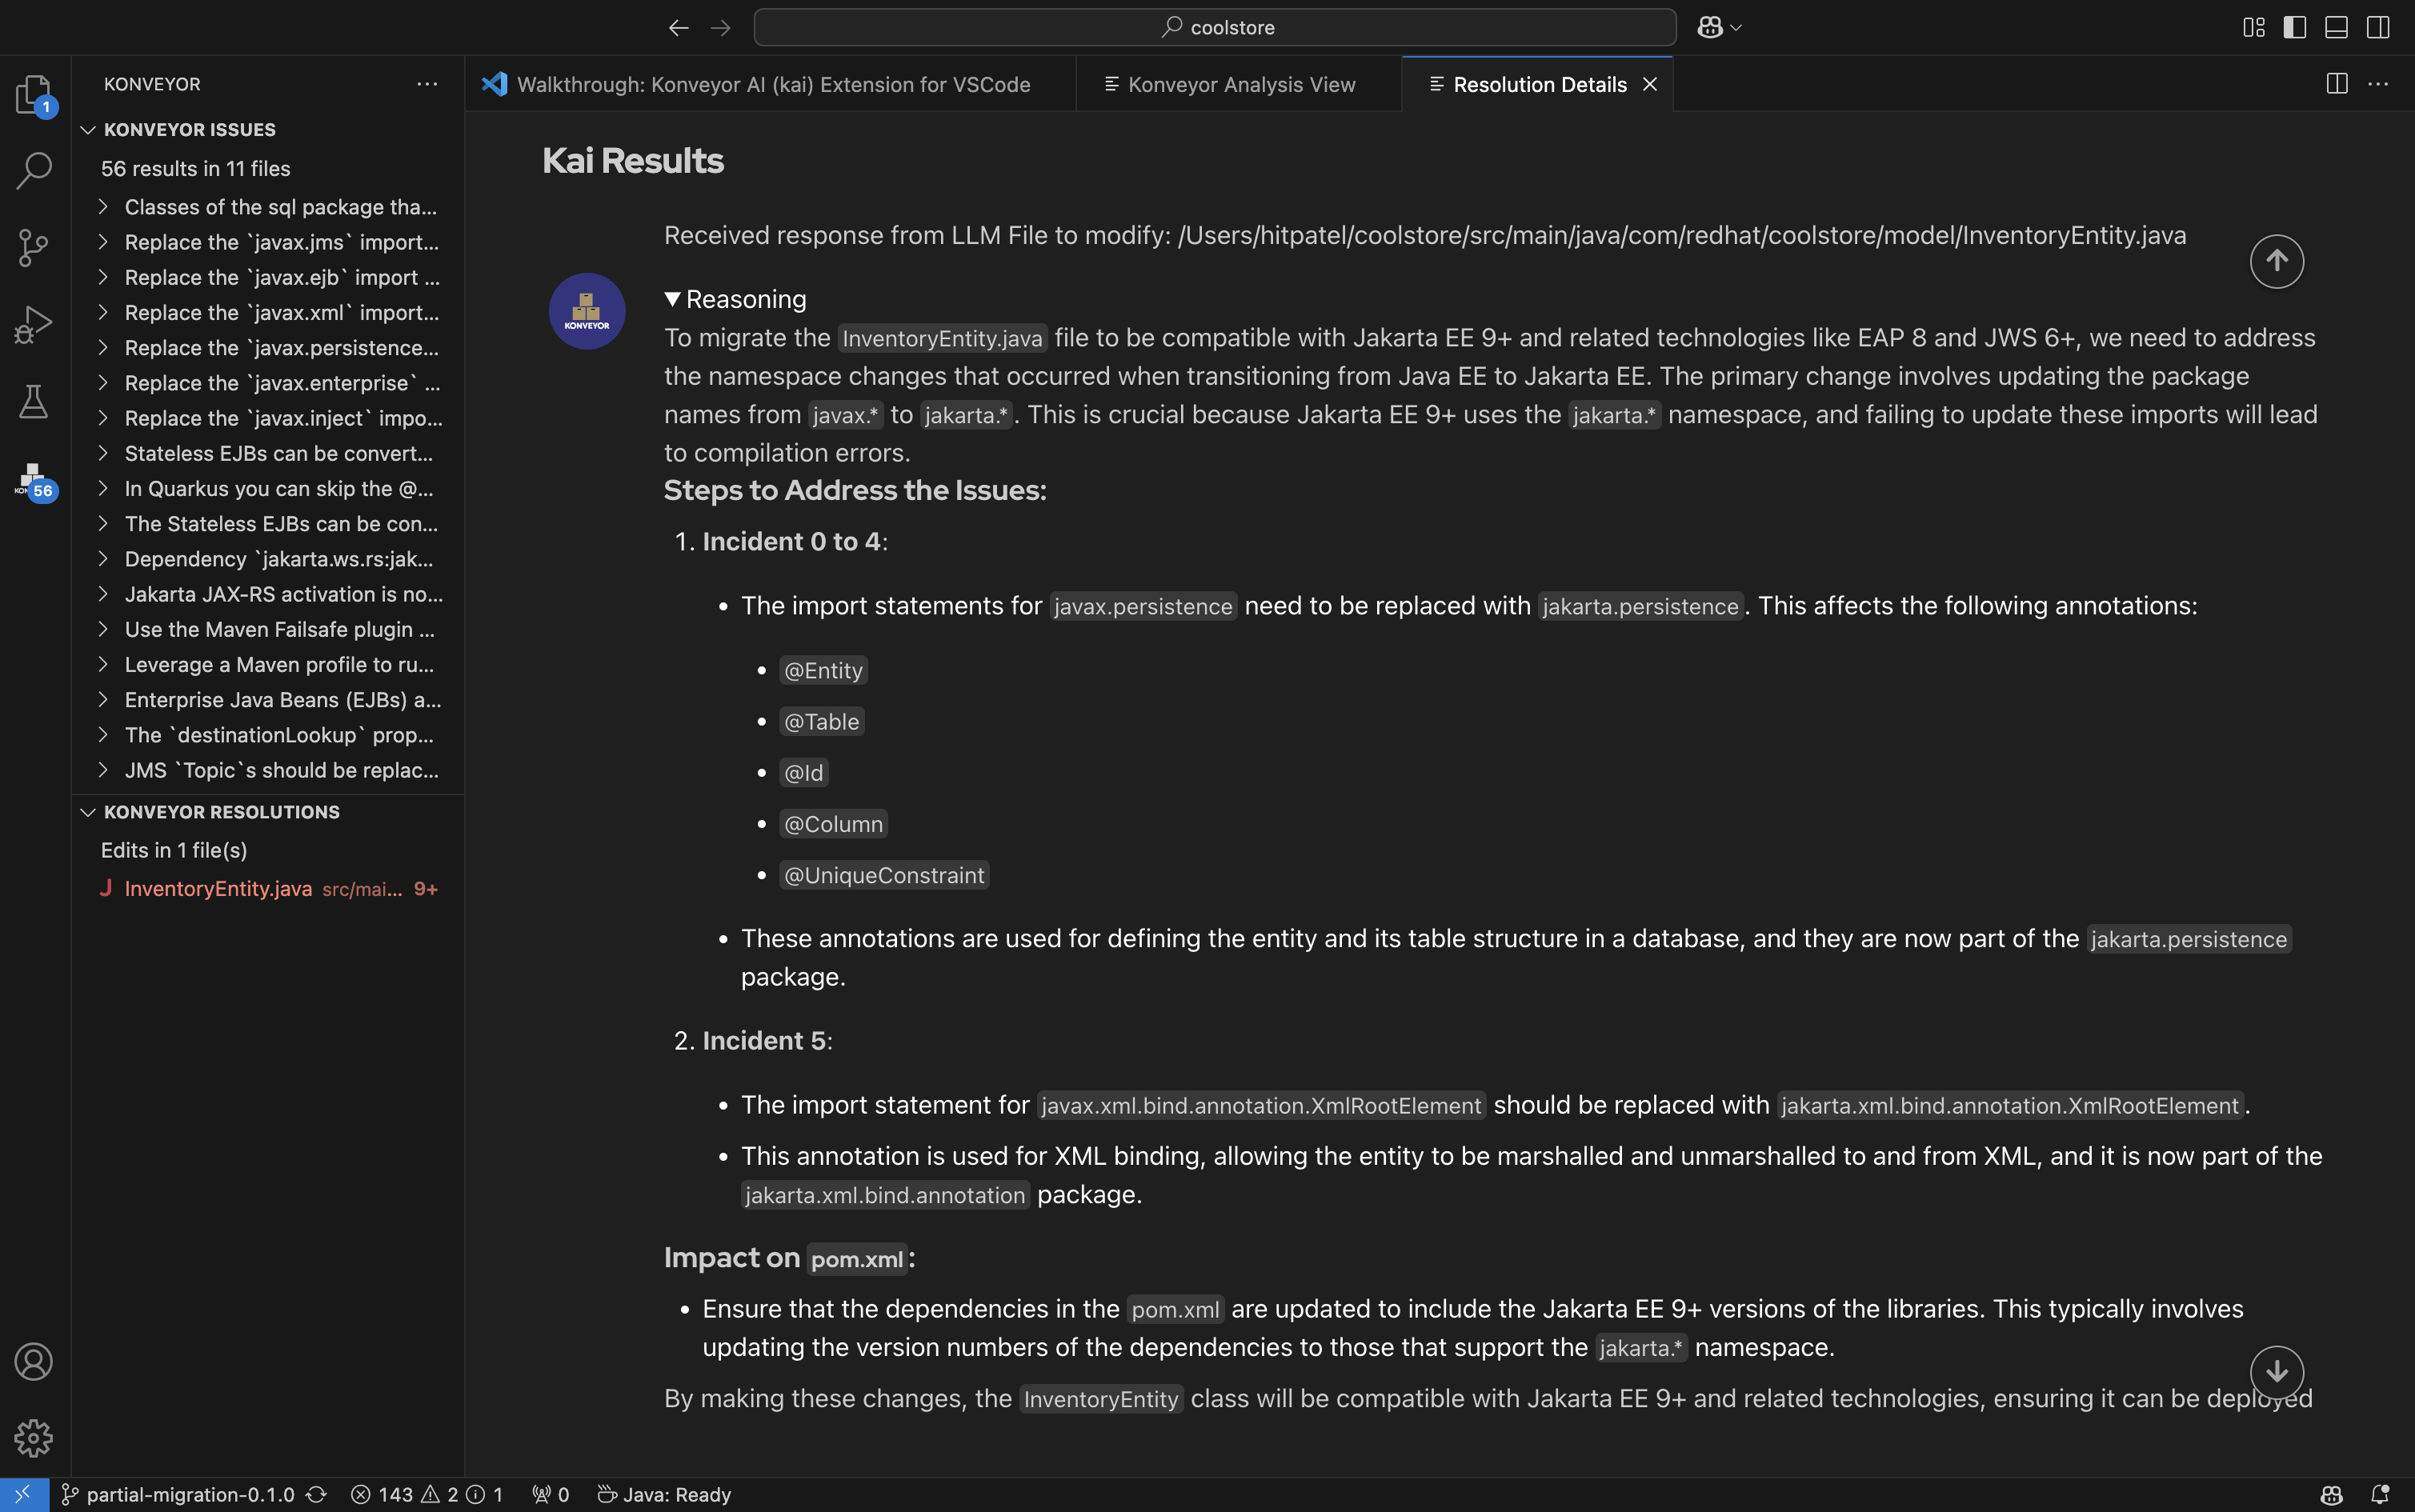 coolstore
1
KONVEYOR
KONVEYOR ISSUES
56 results in 11 files
Classes of the sql package tha...
Replace the `javax.jms` import...
Replace the `javax.ejb` import ...
Replace the `javax.xml` import...
Replace the `javax.persistence...
Replace the `javax.enterprise` ...
Replace the `javax.inject` impo...
Stateless EJBs can be convert...
In Quarkus you can skip the @...
The Stateless EJBs can be con...
Dependency `jakarta.ws.rs:jak...
Jakarta JAX-RS activation is no...
Use the Maven Failsafe plugin ...
Leverage a Maven profile to ru...
Enterprise Java Beans (EJBs) a...
The `destinationLookup` prop...
JMS `Topic`s should be replac...
56
KONVEYOR RESOLUTIONS
Edits in 1 file(s)
J InventoryEntity.java src/mai... 9+
Walkthrough: Konveyor AI (kai) Extension for VSCode
Konveyor Analysis View
Resolution Details
Kai Results
Received response from LLM File to modify: /Users/hitpatel/coolstore/src/main/java/com/redhat/coolstore/model/InventoryEntity.java
KONVEYOR
▼ Reasoning
To migrate the InventoryEntity.java file to be compatible with Jakarta EE 9+ and related technologies like EAP 8 and JWS 6+, we need to address
the namespace changes that occurred when transitioning from Java EE to Jakarta EE. The primary change involves updating the package
names from javax.* to jakarta.*. This is crucial because Jakarta EE 9+ uses the jakarta.* namespace, and failing to update these imports will lead
to compilation errors.
Steps to Address the Issues:
1. Incident 0 to 4:
• The import statements for javax.persistence need to be replaced with jakarta.persistence. This affects the following annotations:
• @Entity
• @Table
• @Id
• @Column
• @UniqueConstraint
• These annotations are used for defining the entity and its table structure in a database, and they are now part of the jakarta.persistence
package.
2. Incident 5:
• The import statement for javax.xml.bind.annotation.XmlRootElement should be replaced with jakarta.xml.bind.annotation.XmlRootElement.
• This annotation is used for XML binding, allowing the entity to be marshalled and unmarshalled to and from XML, and it is now part of the
jakarta.xml.bind.annotation package.
Impact on pom.xml:
• Ensure that the dependencies in the pom.xml are updated to include the Jakarta EE 9+ versions of the libraries. This typically involves
updating the version numbers of the dependencies to those that support the jakarta.* namespace.
By making these changes, the InventoryEntity class will be compatible with Jakarta EE 9+ and related technologies, ensuring it can be deployed
partial-migration-0.1.0 143 2 1 0 Java: Ready